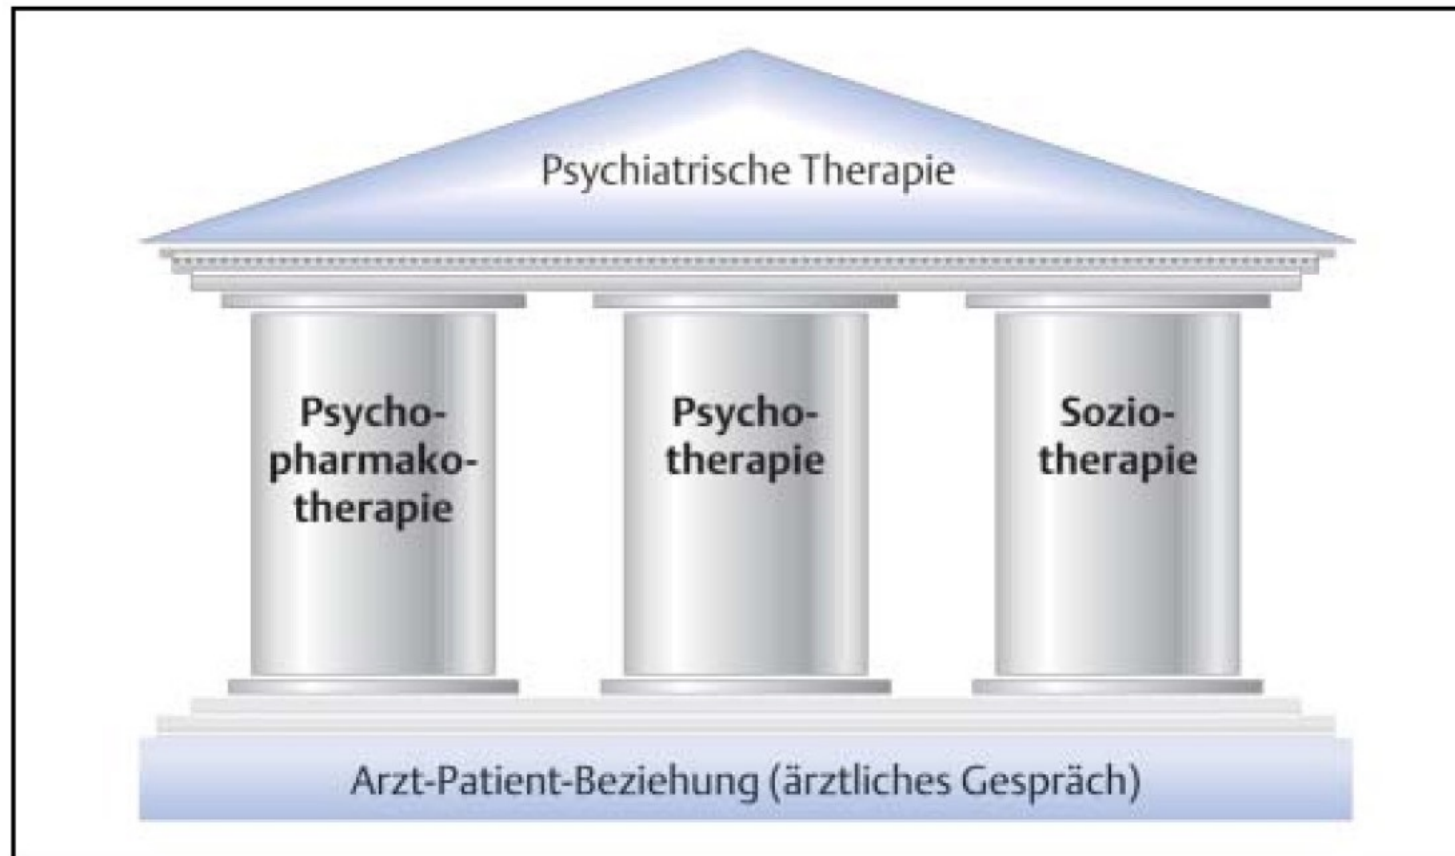 Psychiatrische Therapie
Psycho-
pharmako-
therapie
Psycho-
therapie
Sozio-
therapie
Arzt-Patient-Beziehung (ärztliches Gespräch)